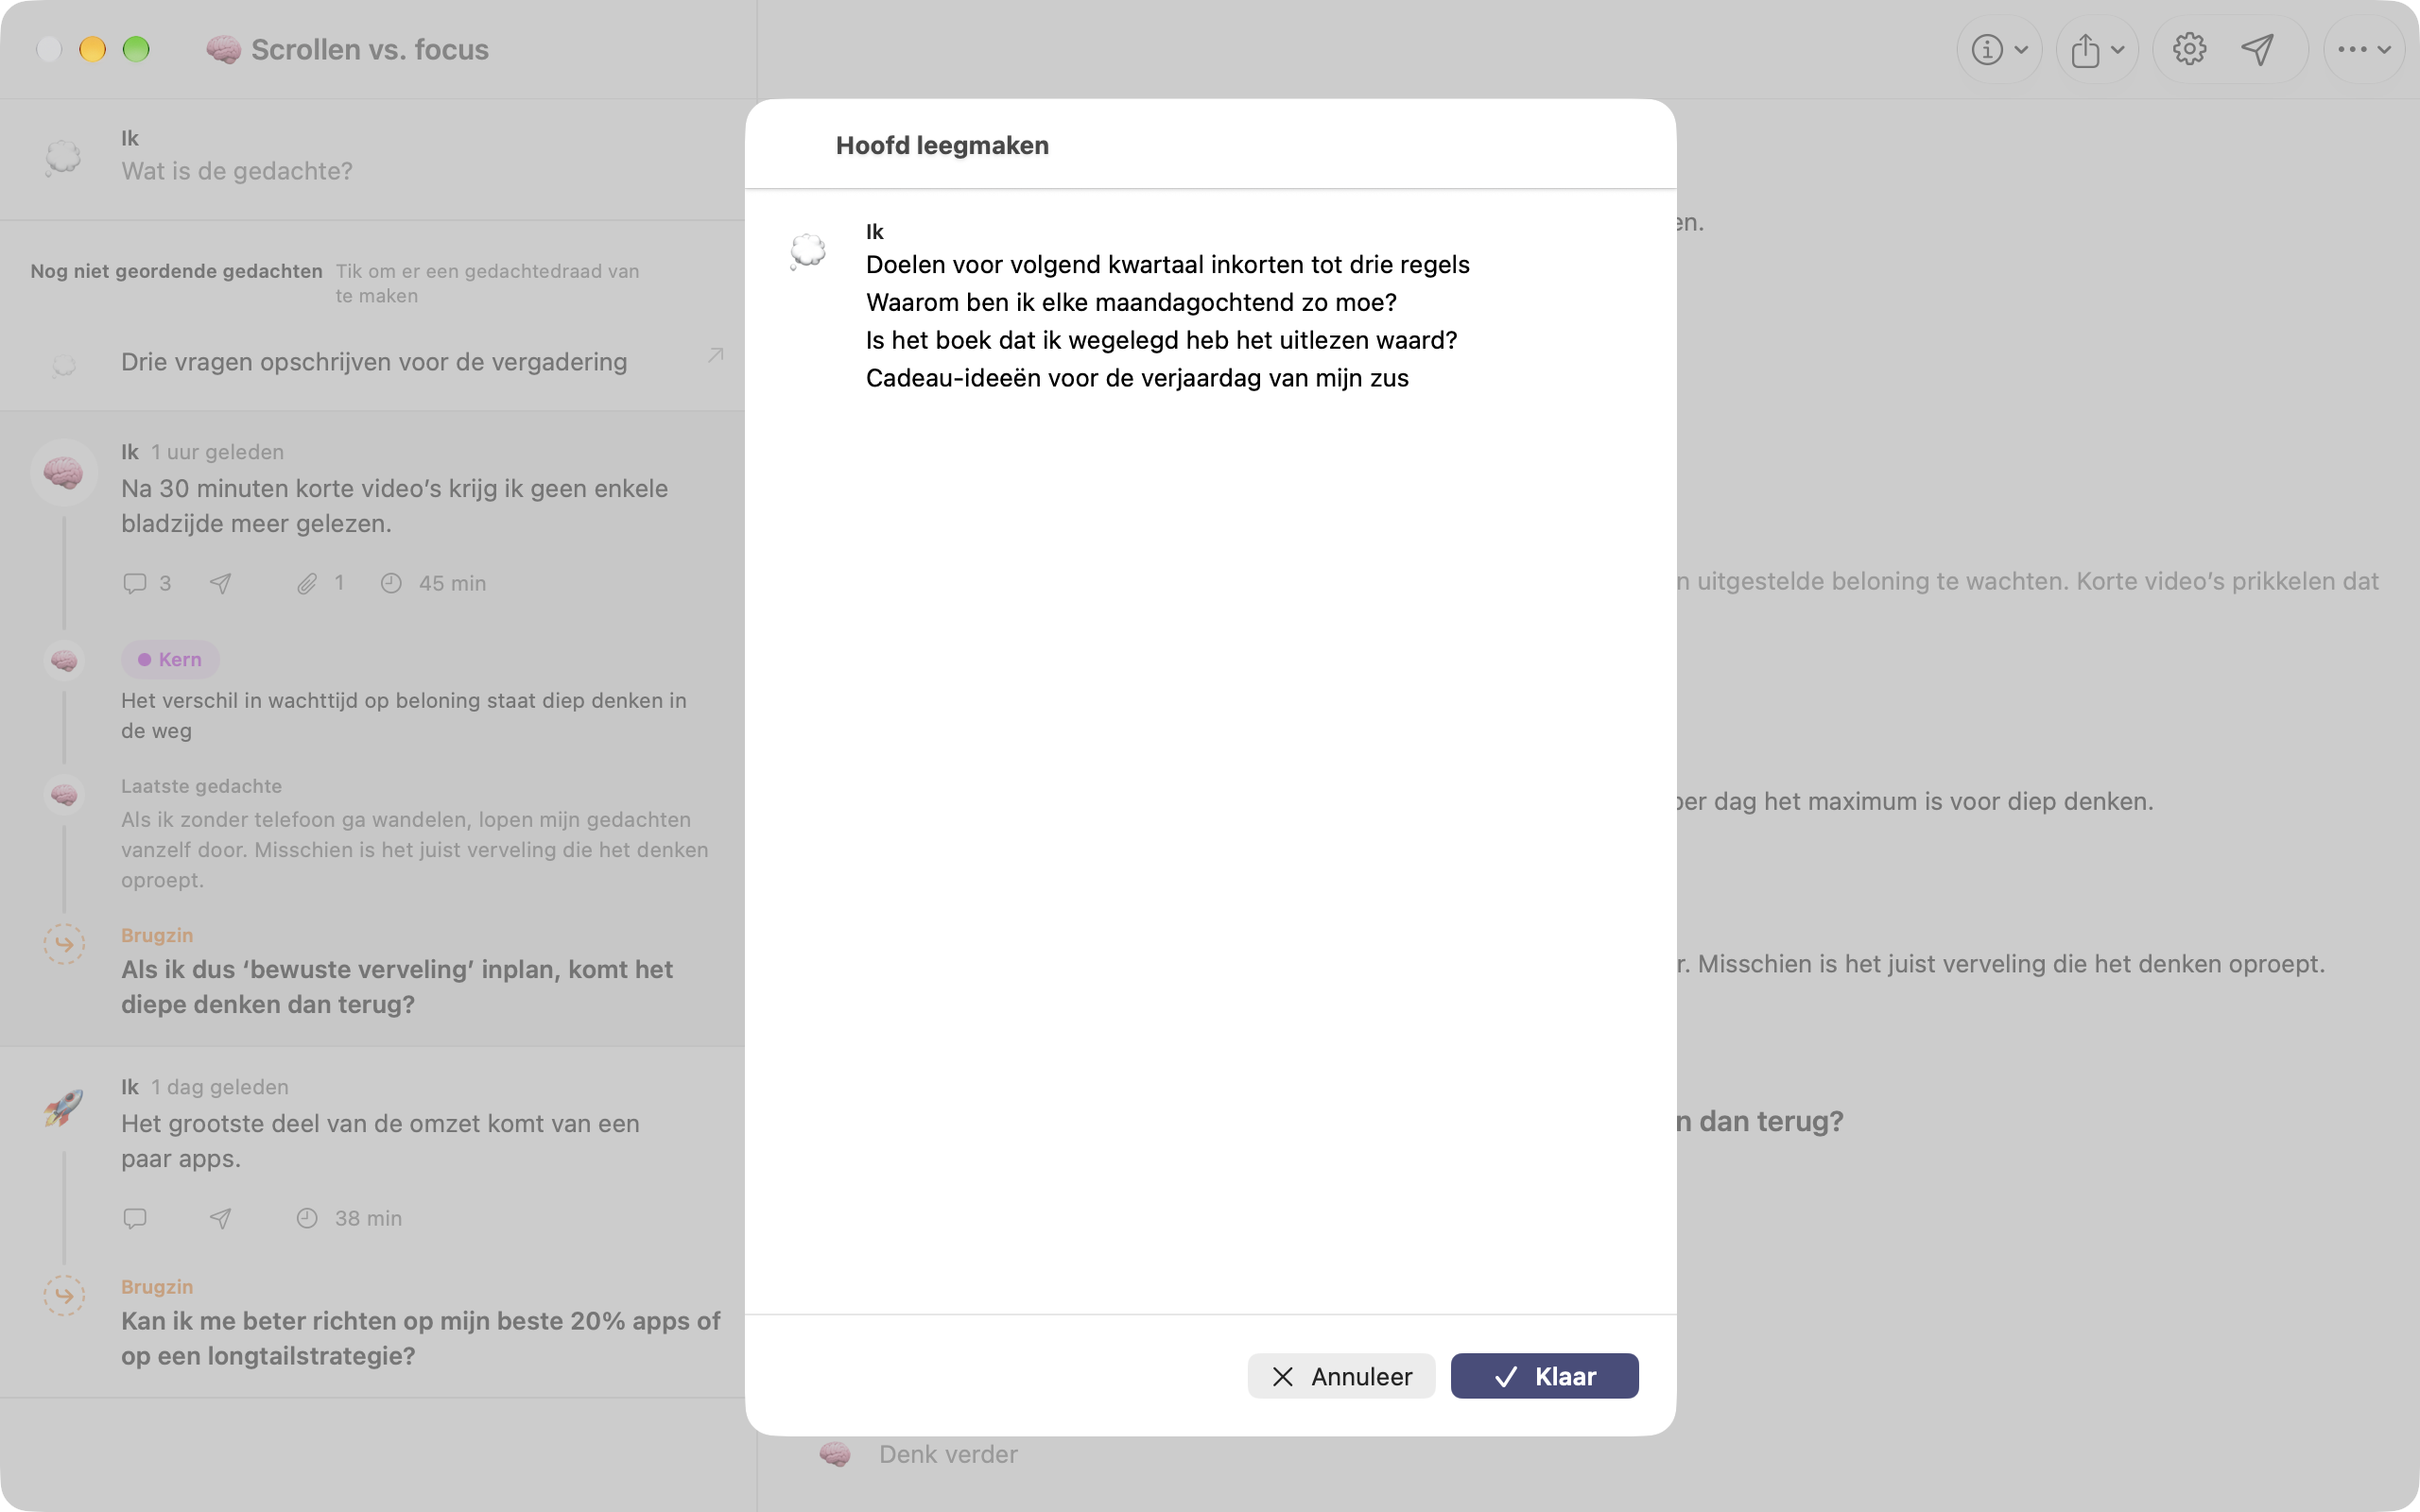 Scrollen vs. focus
Ik
Wat is de gedachte?
Nog niet geordende gedachten
Tik om er een gedachtedraad van
te maken
Drie vragen opschrijven voor de vergadering
Ik 1 uur geleden
Na 30 minuten korte video’s krijg ik geen enkele
bladzijde meer gelezen.
3 1 45 min
Kern
Het verschil in wachttijd op beloning staat diep denken in
de weg
Laatste gedachte
Als ik zonder telefoon ga wandelen, lopen mijn gedachten
vanzelf door. Misschien is het juist verveling die het denken
oproept.
Brugzin
Als ik dus ‘bewuste verveling’ inplan, komt het
diepe denken dan terug?
Ik 1 dag geleden
Het grootste deel van de omzet komt van een
paar apps.
38 min
Brugzin
Kan ik me beter richten op mijn beste 20% apps of
op een longtailstrategie?
Hoofd leegmaken
Ik
Doelen voor volgend kwartaal inkorten tot drie regels
Waarom ben ik elke maandagochtend zo moe?
Is het boek dat ik wegelegd heb het uitlezen waard?
Cadeau-ideeën voor de verjaardag van mijn zus
Annuleer
Klaar
en.
n uitgestelde beloning te wachten. Korte video’s prikkelen dat
per dag het maximum is voor diep denken.
r. Misschien is het juist verveling die het denken oproept.
n dan terug?
Denk verder